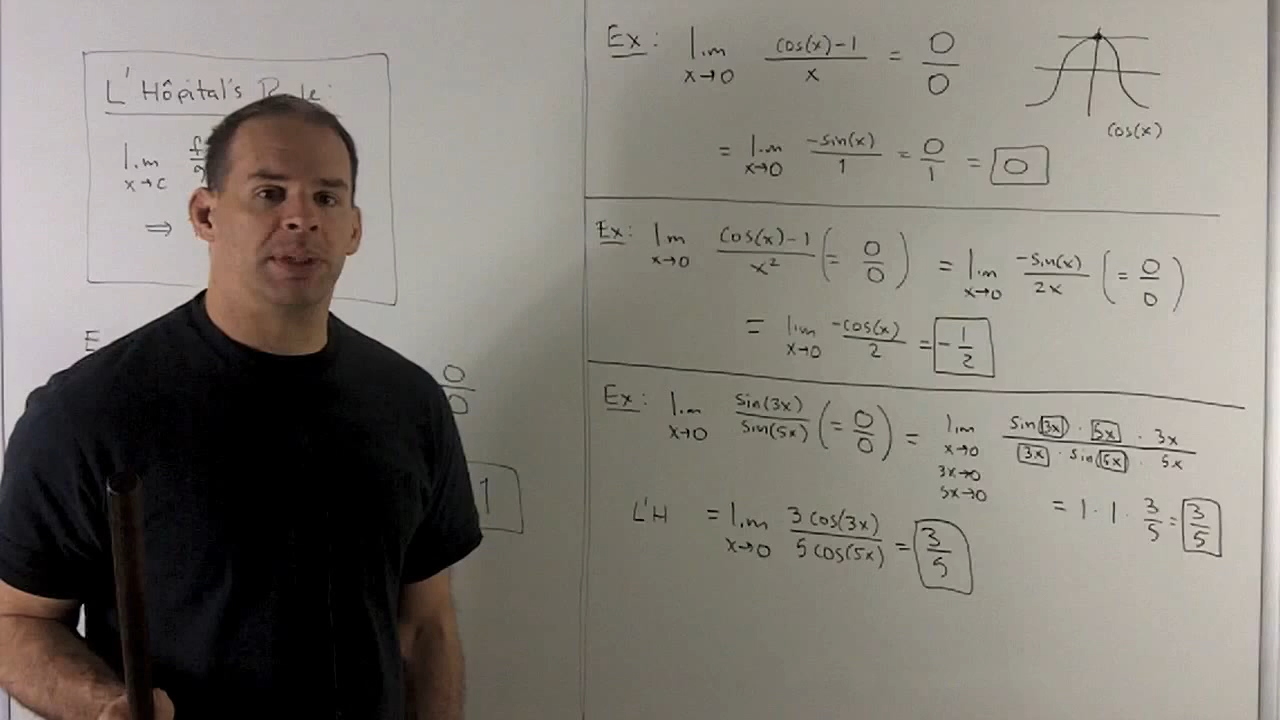 L'Hôpital's Rule:
lim
x→c
⇒
E
0/0
1
Ex: lim x→0 (cos(x)-1)/x = 0/0
cos(x)
= lim x→0 -sin(x)/1 = 0/1 = 0
Ex: lim x→0 (cos(x)-1)/x² (= 0/0) = lim x→0 -sin(x)/2x (= 0/0)
= lim x→0 -cos(x)/2 = -1/2
Ex: lim x→0 sin(3x)/sin(5x) (= 0/0) = lim x→0 3x→0 5x→0 (sin(3x) · 5x · 3x)/(3x · sin(5x) · 5x)
= 1 · 1 · 3/5 = 3/5
L'H = lim x→0 3cos(3x)/5cos(5x) = 3/5